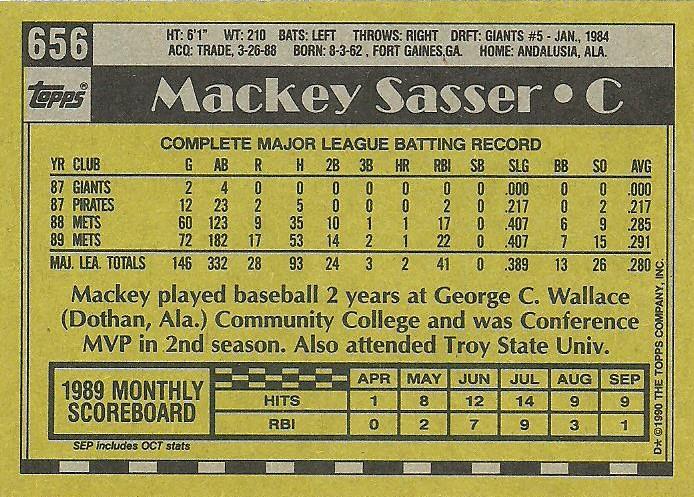 656
HT: 6'1" WT: 210 BATS: LEFT THROWS: RIGHT DRFT: GIANTS #5 - JAN., 1984
ACQ: TRADE, 3-26-88 BORN: 8-3-62 , FORT GAINES,GA. HOME: ANDALUSIA, ALA.
Topps®
Mackey Sasser • C
COMPLETE MAJOR LEAGUE BATTING RECORD
YR CLUB G AB R H 2B 3B HR RBI SB SLG BB SO AVG
87 GIANTS 2 4 0 0 0 0 0 0 0 .000 0 0 .000
87 PIRATES 12 23 2 5 0 0 0 2 0 .217 0 2 .217
88 METS 60 123 9 35 10 1 1 17 0 .407 6 9 .285
89 METS 72 182 17 53 14 2 1 22 0 .407 7 15 .291
MAJ. LEA. TOTALS 146 332 28 93 24 3 2 41 0 .389 13 26 .280
Mackey played baseball 2 years at George C. Wallace
(Dothan, Ala.) Community College and was Conference
MVP in 2nd season. Also attended Troy State Univ.
1989 MONTHLY
SCOREBOARD
APR MAY JUN JUL AUG SEP
HITS 1 8 12 14 9 9
RBI 0 2 7 9 3 1
SEP includes OCT stats
D* ©1990 THE TOPPS COMPANY, INC.